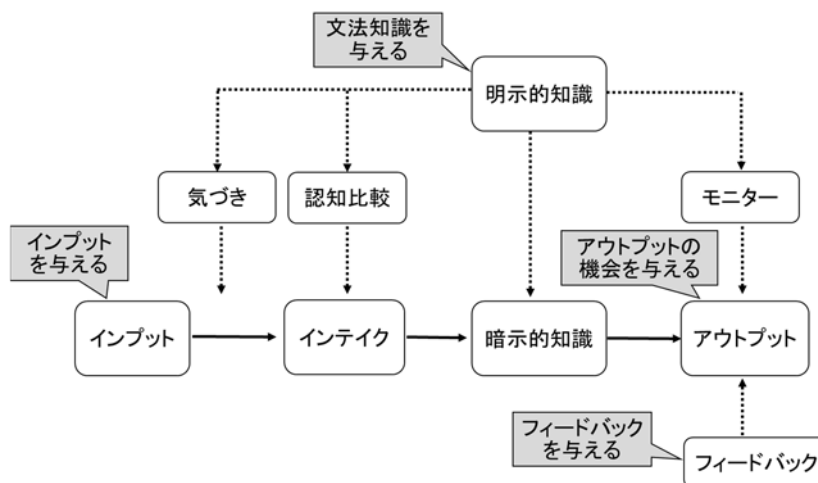 文法知識を
与える
明示的知識
気づき
認知比較
モニター
インプット
を与える
アウトプットの
機会を与える
インプット
インテイク
暗示的知識
アウトプット
フィードバック
を与える
フィードバック